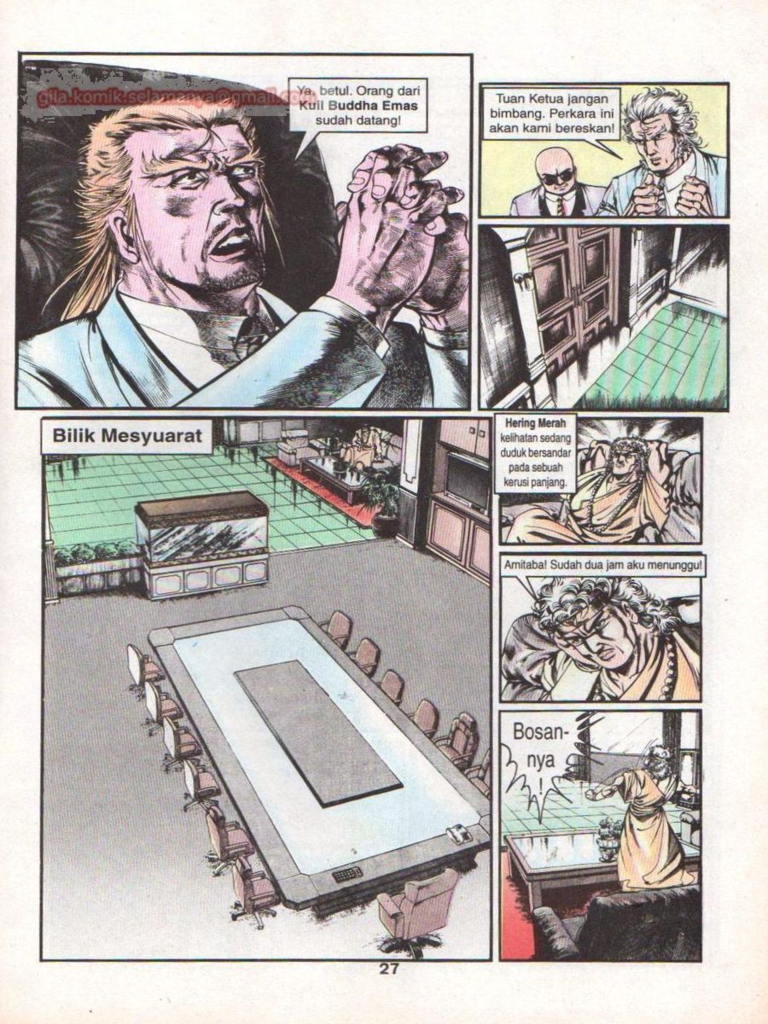 gila.komik.selamanya@gmail.com
Ya, betul. Orang dari
Kuil Buddha Emas
sudah datang!
Tuan Ketua jangan
bimbang. Perkara ini
akan kami bereskan!
Bilik Mesyuarat
Hering Merah
kelihatan sedang
duduk bersandar
pada sebuah
kerusi panjang.
Amitaba! Sudah dua jam aku menunggu!
Bosan-
nya
!
27